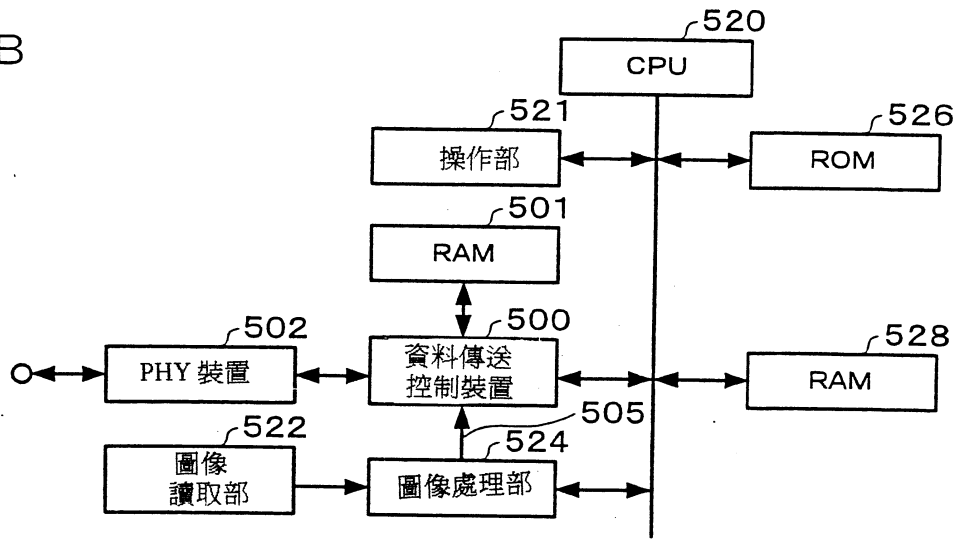 B
520
CPU
521
526
操作部
ROM
501
RAM
502
500
528
PHY 裝置
資料傳送
控制裝置
RAM
522
505
524
圖像
讀取部
圖像處理部